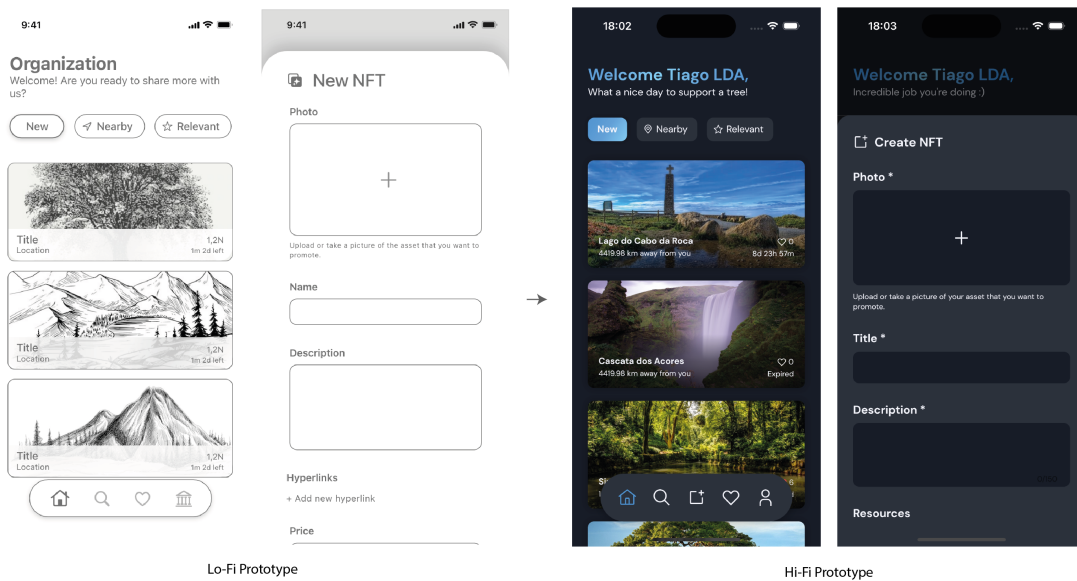 9:41
Organization
Welcome! Are you ready to share more with
us?
New
Nearby
Relevant
Title
1,2N
Location
1m 2d left
Title
1,2N
Location
1m 2d left
Title
1,2N
Location
1m 2d left
9:41
New NFT
Photo
Upload or take a picture of the asset that you want to
promote.
Name
Description
Hyperlinks
+ Add new hyperlink
Price
Lo-Fi Prototype
18:02
Welcome Tiago LDA,
What a nice day to support a tree!
New
Nearby
Relevant
Lago do Cabo da Roca
0
4419.98 km away from you
8d 23h 57m
Cascata dos Acores
0
4419.98 km away from you
Expired
18:03
Welcome Tiago LDA,
Incredible job you're doing :)
Create NFT
Photo *
Upload or take a picture of your asset that you want to
promote.
Title *
Description *
Resources
Hi-Fi Prototype